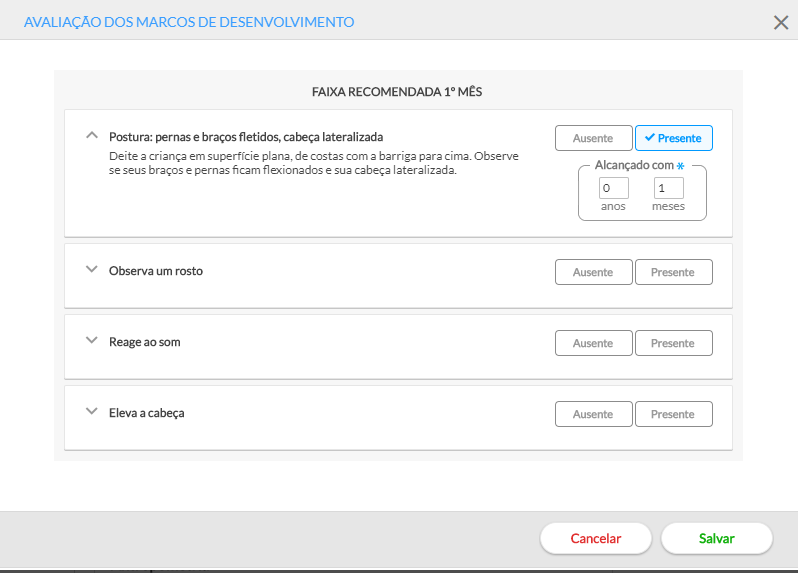 AVALIAÇÃO DOS MARCOS DE DESENVOLVIMENTO
FAIXA RECOMENDADA 1º MÊS
Postura: pernas e braços fletidos, cabeça lateralizada
Deite a criança em superfície plana, de costas com a barriga para cima. Observe
se seus braços e pernas ficam flexionados e sua cabeça lateralizada.
Ausente
Presente
Alcançado com *
0
1
anos
meses
Observa um rosto
Ausente
Presente
Reage ao som
Ausente
Presente
Eleva a cabeça
Ausente
Presente
Cancelar
Salvar